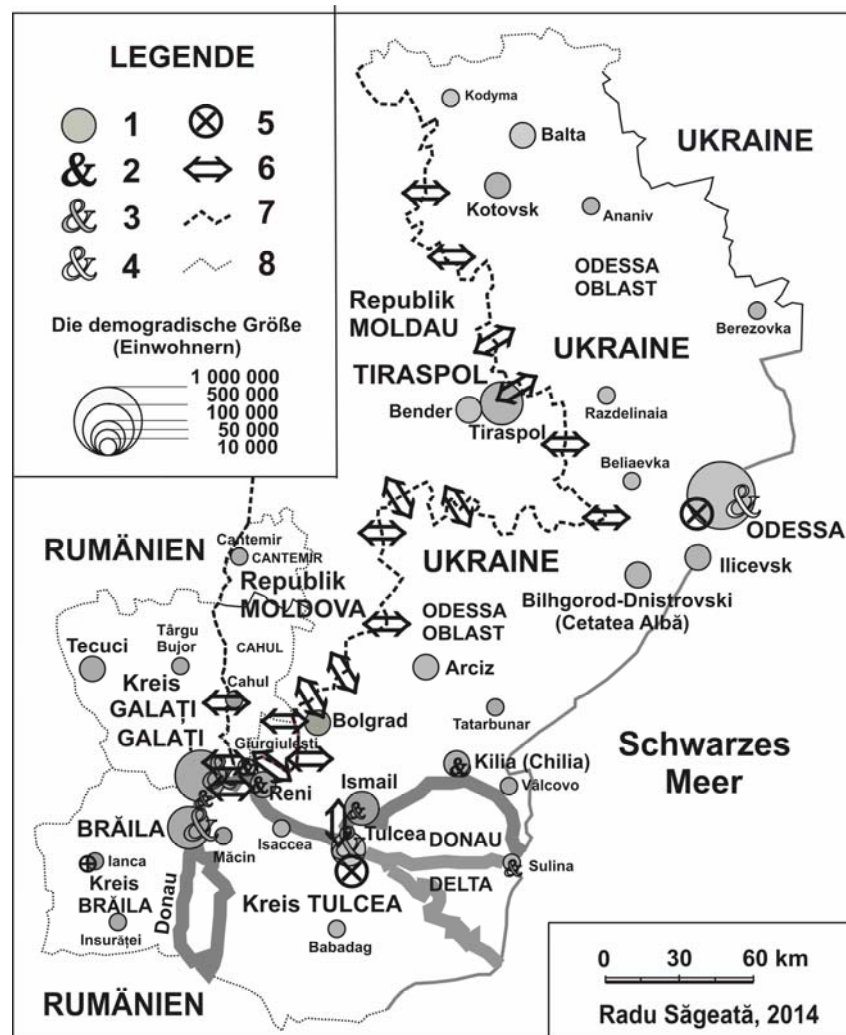 LEGENDE
1
5
&
2
6
&
3
7
&
4
8
Die demogradische Größe
(Einwohnern)
1 000 000
500 000
100 000
50 000
10 000
Kodyma
Balta
UKRAINE
Kotovsk
Ananiv
ODESSA
OBLAST
Republik
MOLDAU
Berezovka
UKRAINE
TIRASPOL
Bender
Tiraspol
Razdelinaia
Beliaevka
&
ODESSA
Ilicevsk
Bilhgorod-Dnistrovski
(Cetatea Albă)
RUMÄNIEN
Cantemir
CANTEMIR
UKRAINE
Republik
MOLDOVA
ODESSA
OBLAST
CAHUL
Târgu
Bujor
Tecuci
Arciz
Cahul
Kreis
GALAȚI
Tatarbunar
Bolgrad
GALAȚI
Giurgiulești
Schwarzes
Meer
Kilia (Chilia)
&
Vâlcovo
Ismail
&
Reni
&
&
&
BRĂILA
&
Măcin
Isaccea
Tulcea
&
DONAU
DELTA
Sulina
&
Ianca
Kreis
BRĂILA
Donau
Kreis TULCEA
Insurăței
Babadag
RUMÄNIEN
0 30 60 km
Radu Săgeată, 2014